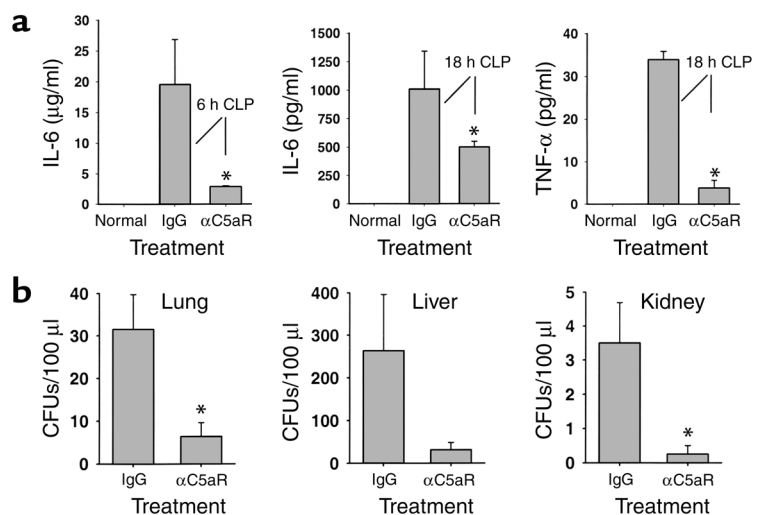 a
IL-6 (μg/ml)
30
25
20
15
10
5
0
6 h CLP
*
Normal IgG αC5aR
Treatment
IL-6 (pg/ml)
1500
1250
1000
750
500
250
0
18 h CLP
*
Normal IgG αC5aR
Treatment
TNF-α (pg/ml)
40
30
20
10
0
18 h CLP
*
Normal IgG αC5aR
Treatment
b
Lung
CFUs/100 μl
40
30
20
10
0
*
IgG αC5aR
Treatment
Liver
CFUs/100 μl
400
300
200
100
0
IgG αC5aR
Treatment
Kidney
CFUs/100 μl
5
4
3
2
1
0
*
IgG αC5aR
Treatment